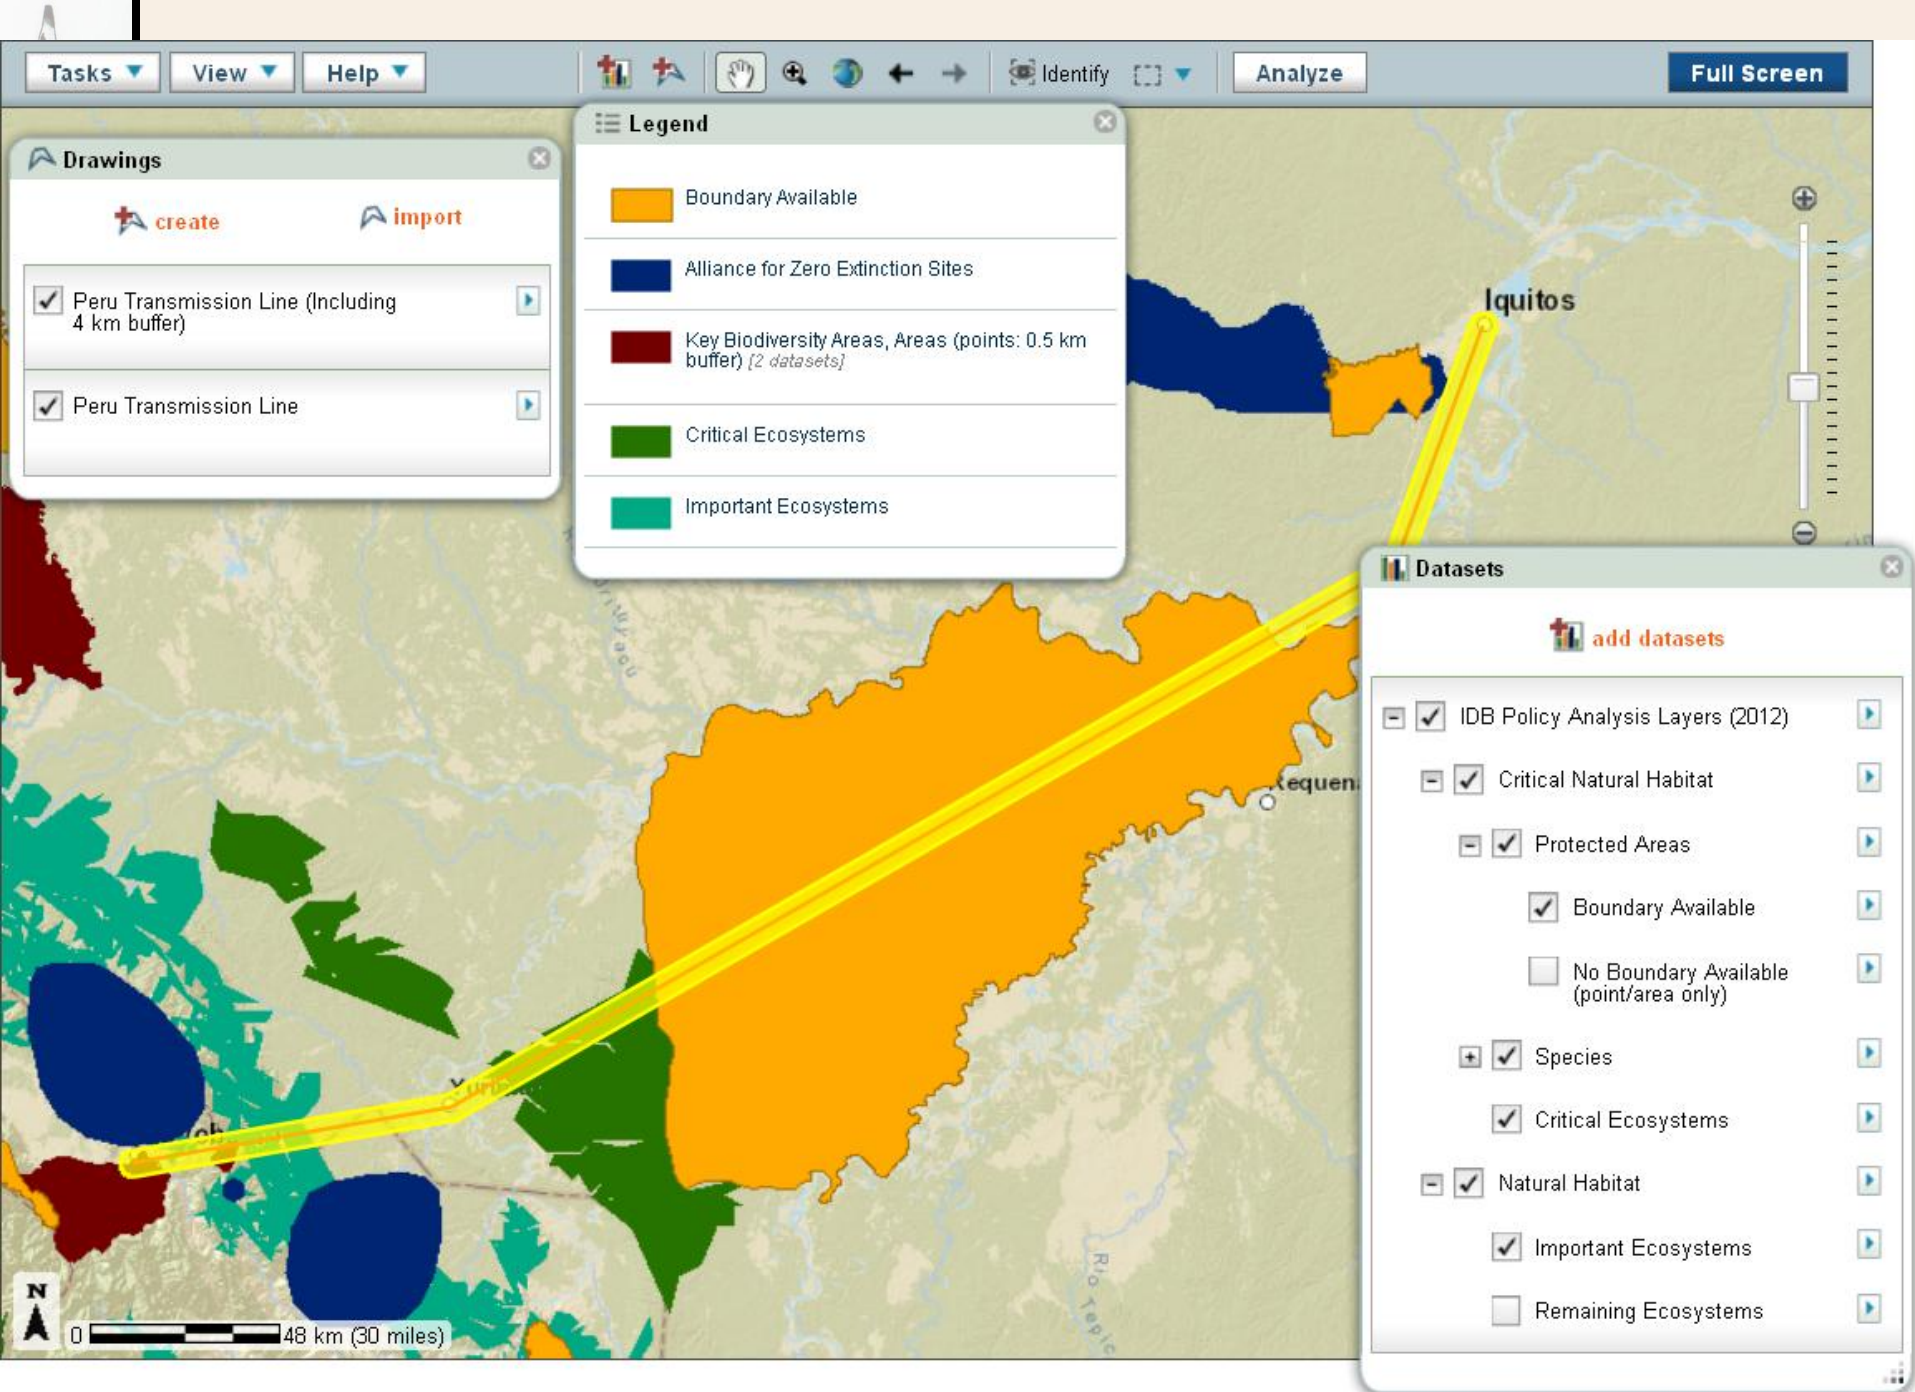 Tasks View Help Identify Analyze Full Screen
Drawings
create import
Peru Transmission Line (Including
4 km buffer)
Peru Transmission Line
Legend
Boundary Available
Alliance for Zero Extinction Sites
Key Biodiversity Areas, Areas (points: 0.5 km
buffer) [2 datasets]
Critical Ecosystems
Important Ecosystems
Iquitos
Datasets
add datasets
IDB Policy Analysis Layers (2012)
Critical Natural Habitat
Protected Areas
Boundary Available
No Boundary Available
(point/area only)
Species
Critical Ecosystems
Natural Habitat
Important Ecosystems
Remaining Ecosystems
Requen
Río Tepic
N
0 48 km (30 miles)